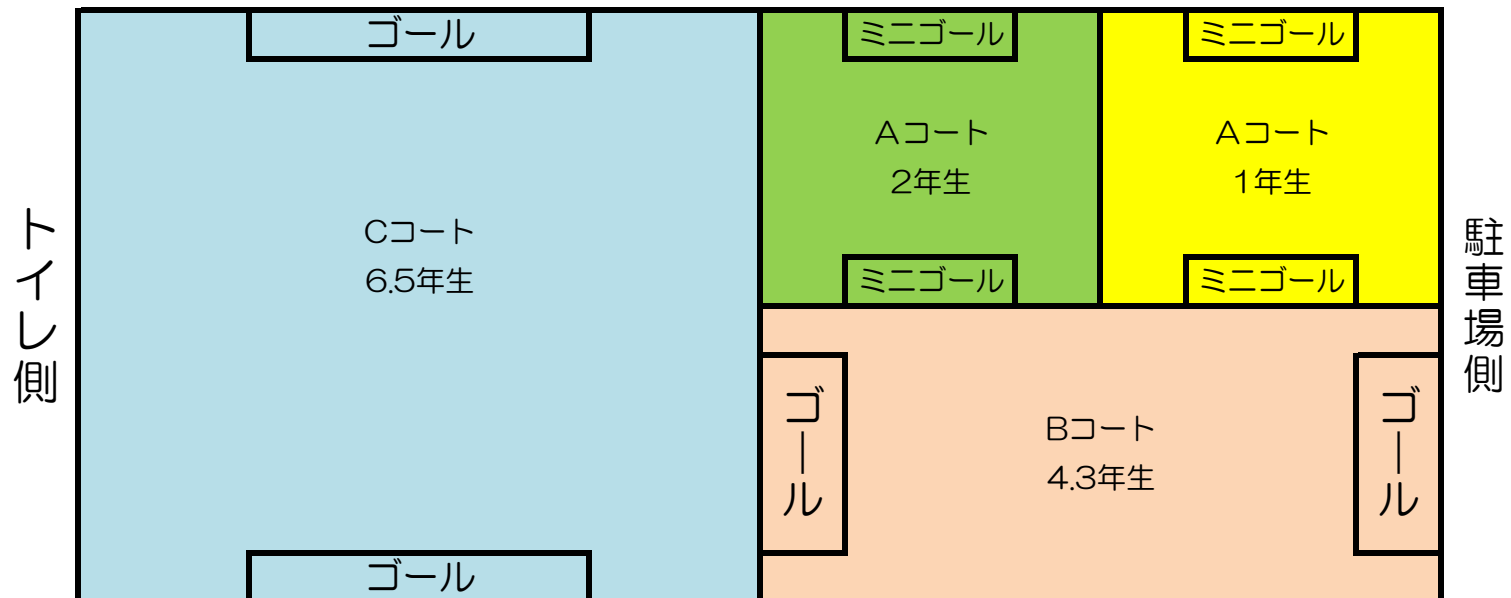 ゴール
ミニゴール
ミニゴール
Aコート
2年生
Aコート
1年生
トイレ側
Cコート
6.5年生
駐車場側
ミニゴール
ミニゴール
ゴール
Bコート
4.3年生
ゴール
ゴール